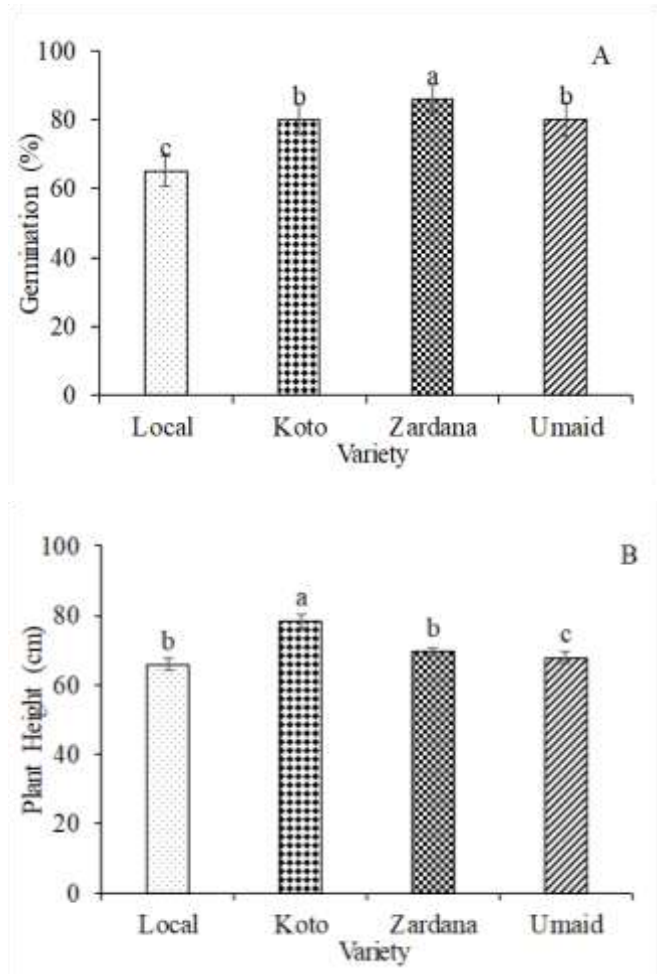 A
100
80
60
40
20
0
Germination (%)
c
b
a
b
Local Koto Zardana Umaid
Variety
B
100
80
60
40
20
0
Plant Height (cm)
b
a
b
c
Local Koto Zardana Umaid
Variety